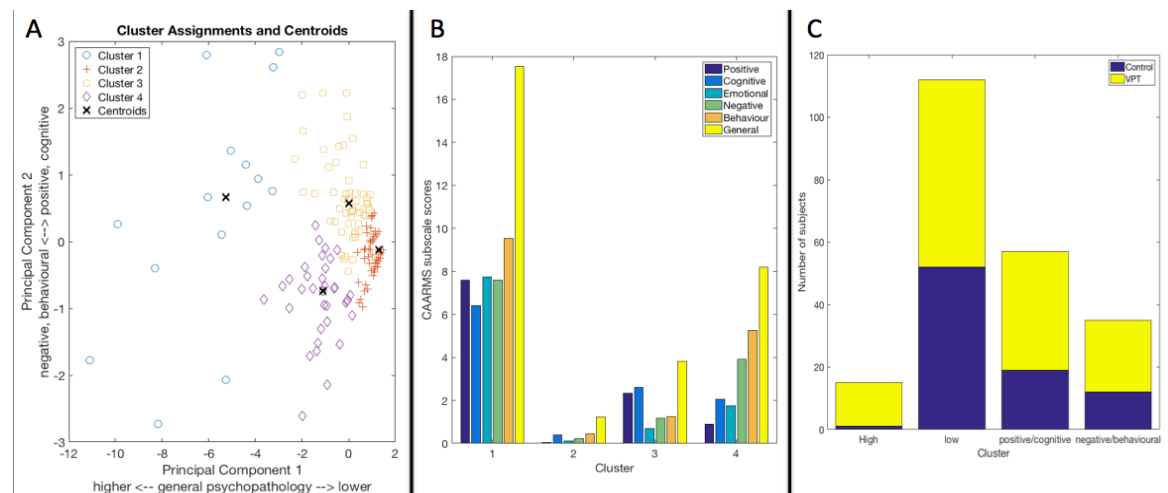 A
Cluster Assignments and Centroids
3
2
1
0
-1
-2
-3
Principal Component 2
negative, behavioural <--> positive, cognitive
Cluster 1
Cluster 2
Cluster 3
Cluster 4
Centroids
-12 -10 -8 -6 -4 -2 0 2
Principal Component 1
higher <-- general psychopathology --> lower
B
18
16
14
12
10
8
6
4
2
0
CAARMS subscale scores
Positive
Cognitive
Emotional
Negative
Behaviour
General
1 2 3 4
Cluster
C
120
100
80
60
40
20
0
Number of subjects
Control
VPT
High low positive/cognitive negative/behavioural
Cluster